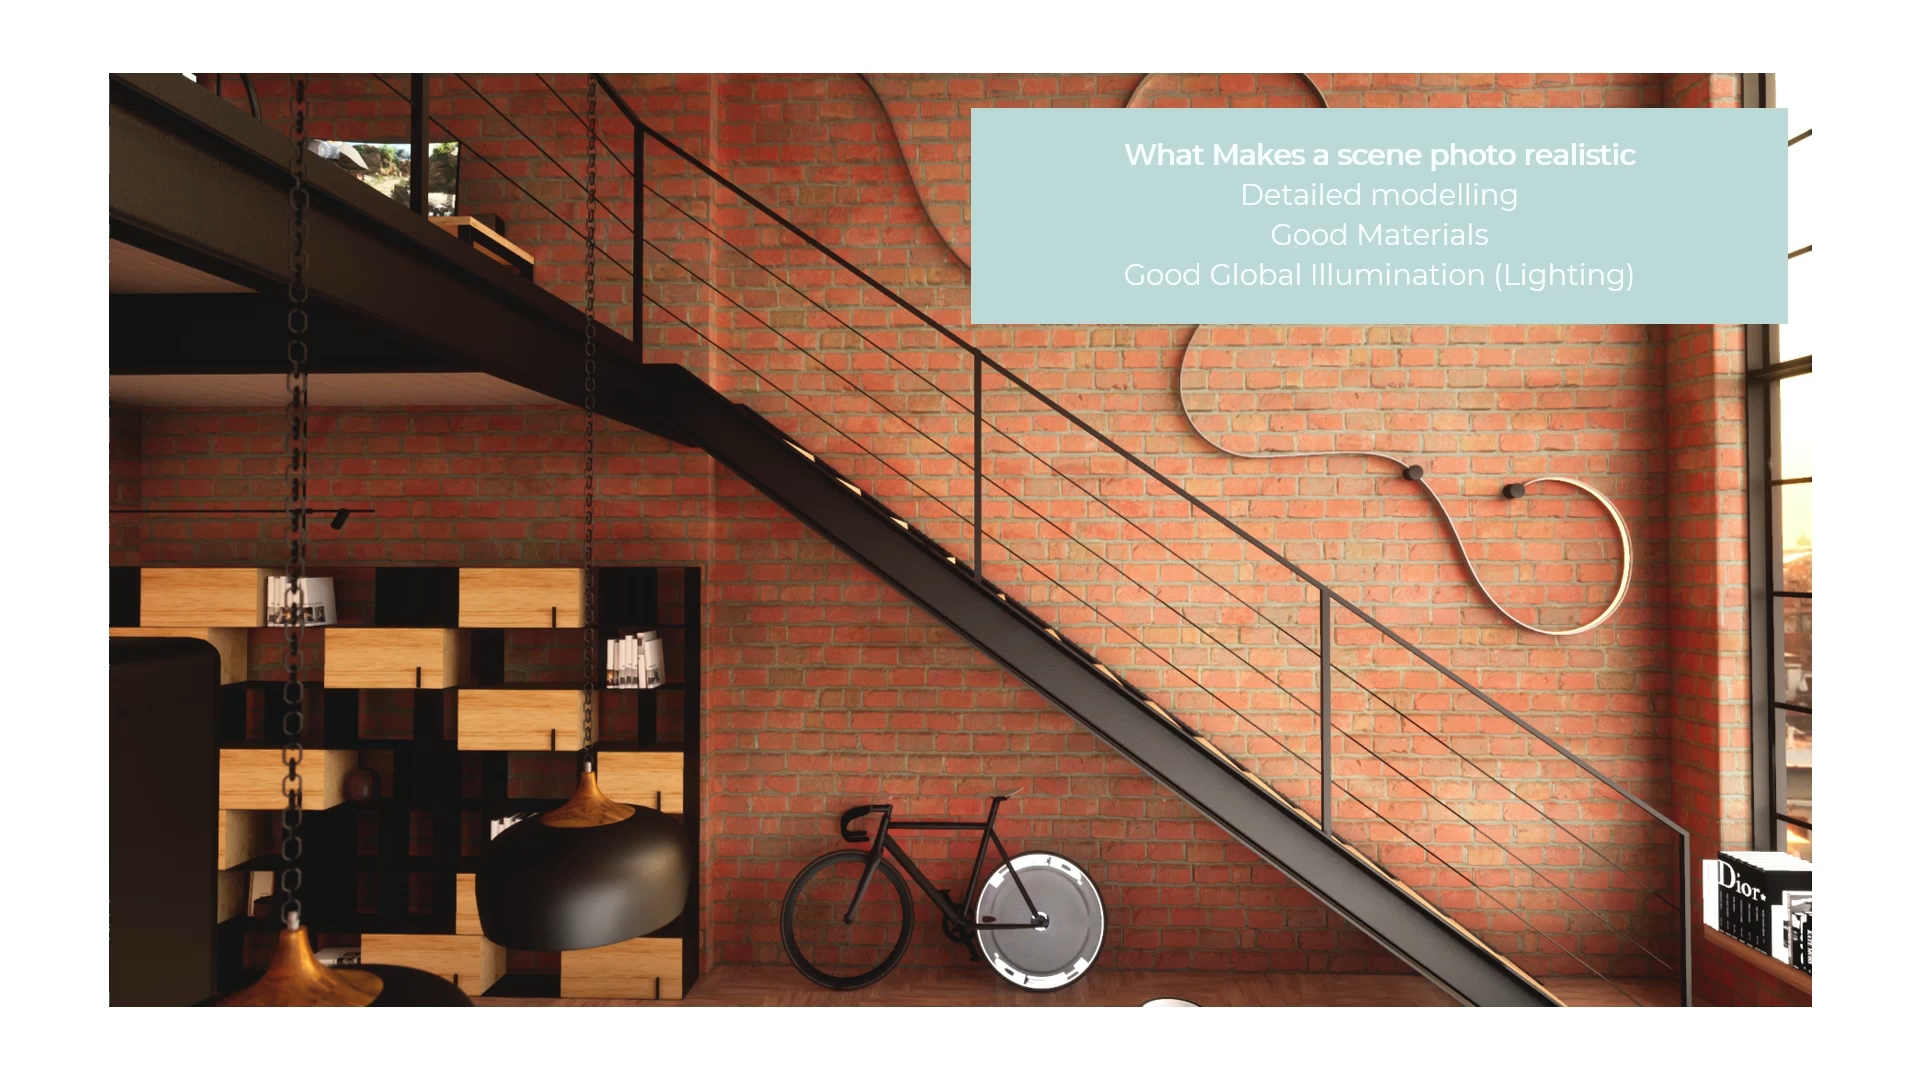 What Makes a scene photo realistic
Detailed modelling
Good Materials
Good Global Illumination (Lighting)
Dior